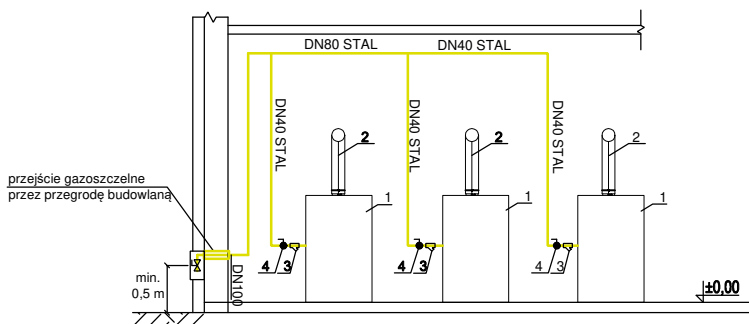 DN80 STAL
DN40 STAL
DN40 STAL
DN40 STAL
DN40 STAL
2
2
2
przejście gazoszczelne
przez przegrodę budowlaną
1
1
1
4
3
4
3
4
3
min.
0,5 m
DN100
±0,00